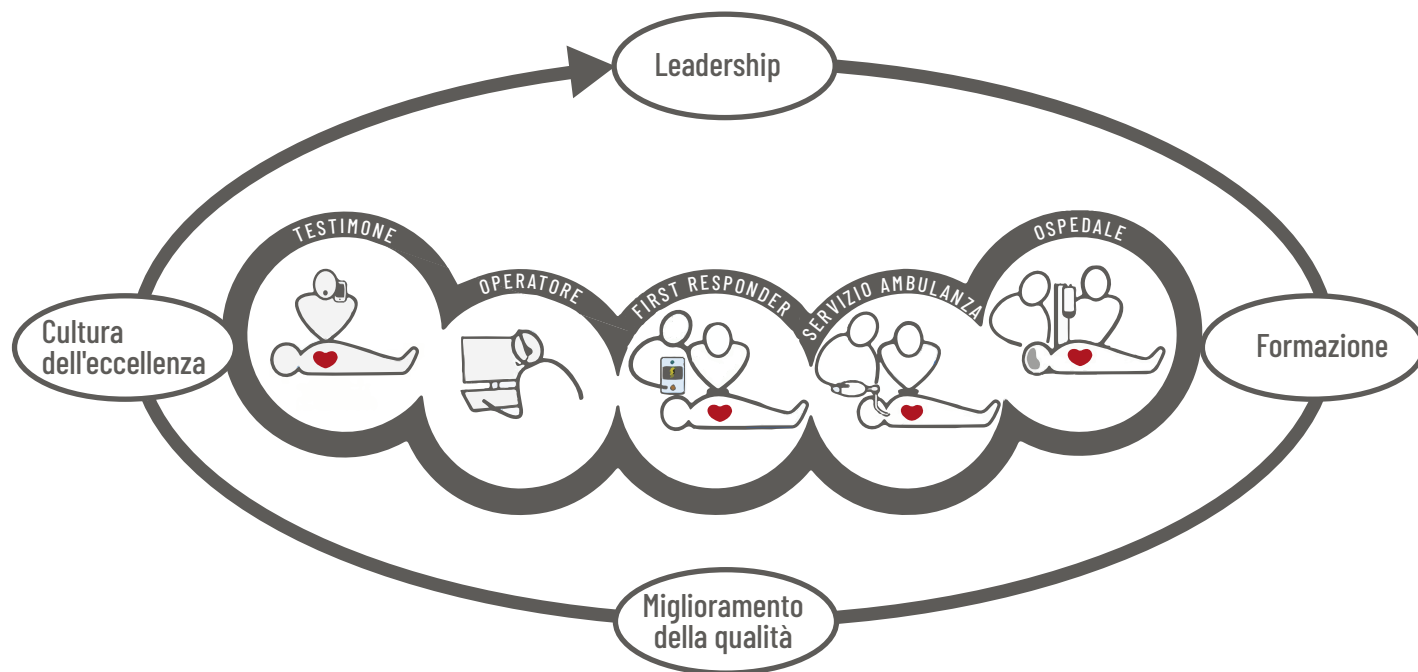 Leadership
TESTIMONE
OPERATORE
FIRST RESPONDER
SERVIZIO AMBULANZA
OSPEDALE
Cultura
dell'eccellenza
Formazione
Miglioramento
della qualità